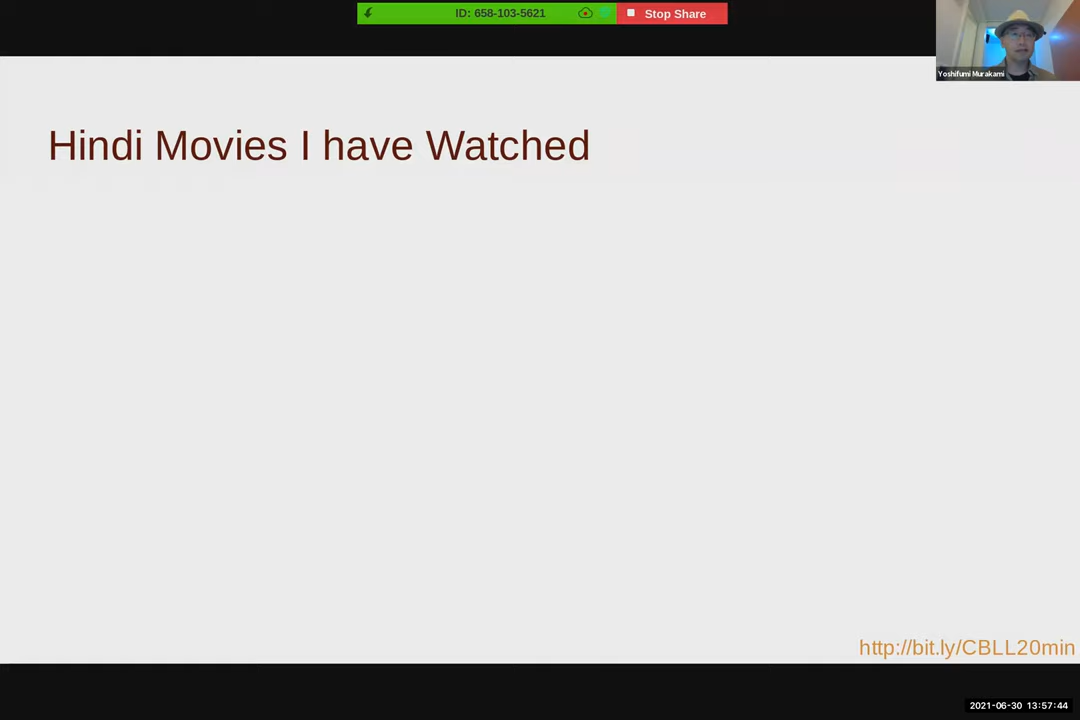 ID: 658-103-5621
Stop Share
Yoshifumi Murakami
Hindi Movies I have Watched
http://bit.ly/CBLL20min
2021-06-30 13:57:44